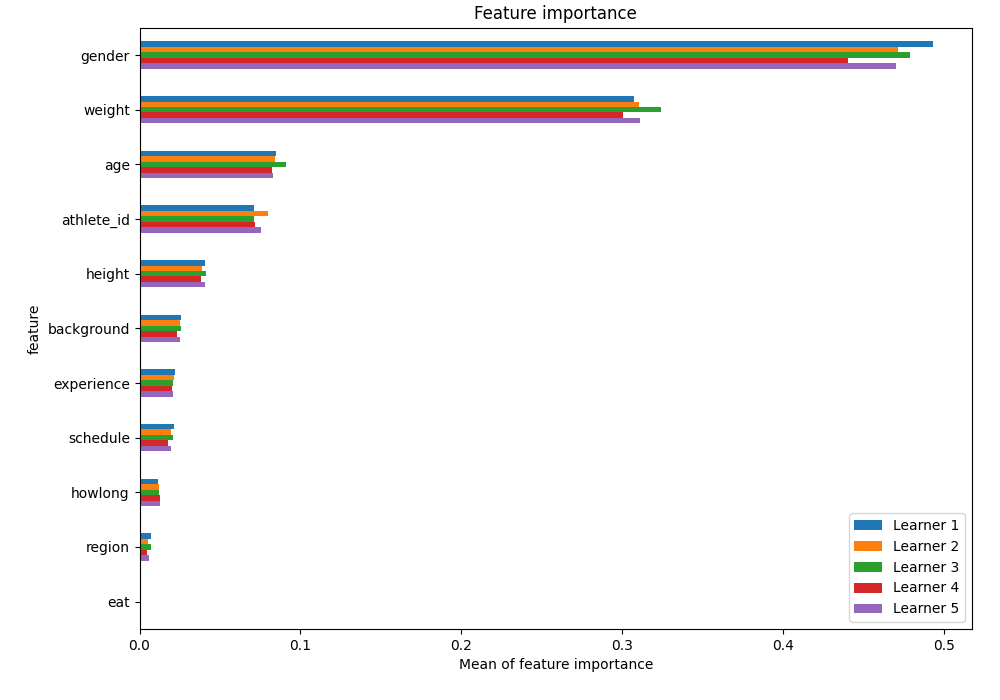 Feature importance
gender
weight
age
athlete_id
height
background
experience
schedule
howlong
region
eat
feature
0.0 0.1 0.2 0.3 0.4 0.5
Mean of feature importance
Learner 1
Learner 2
Learner 3
Learner 4
Learner 5